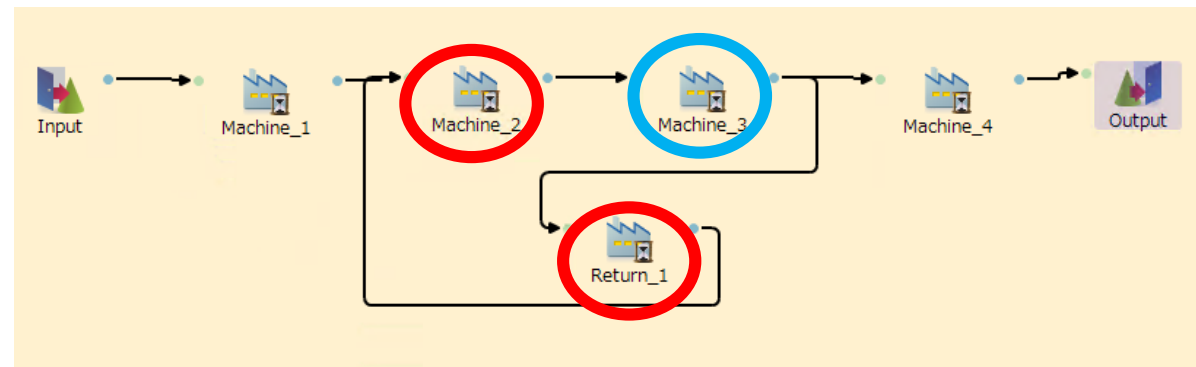 Input
Machine_1
Machine_2
Machine_3
Machine_4
Output
Return_1